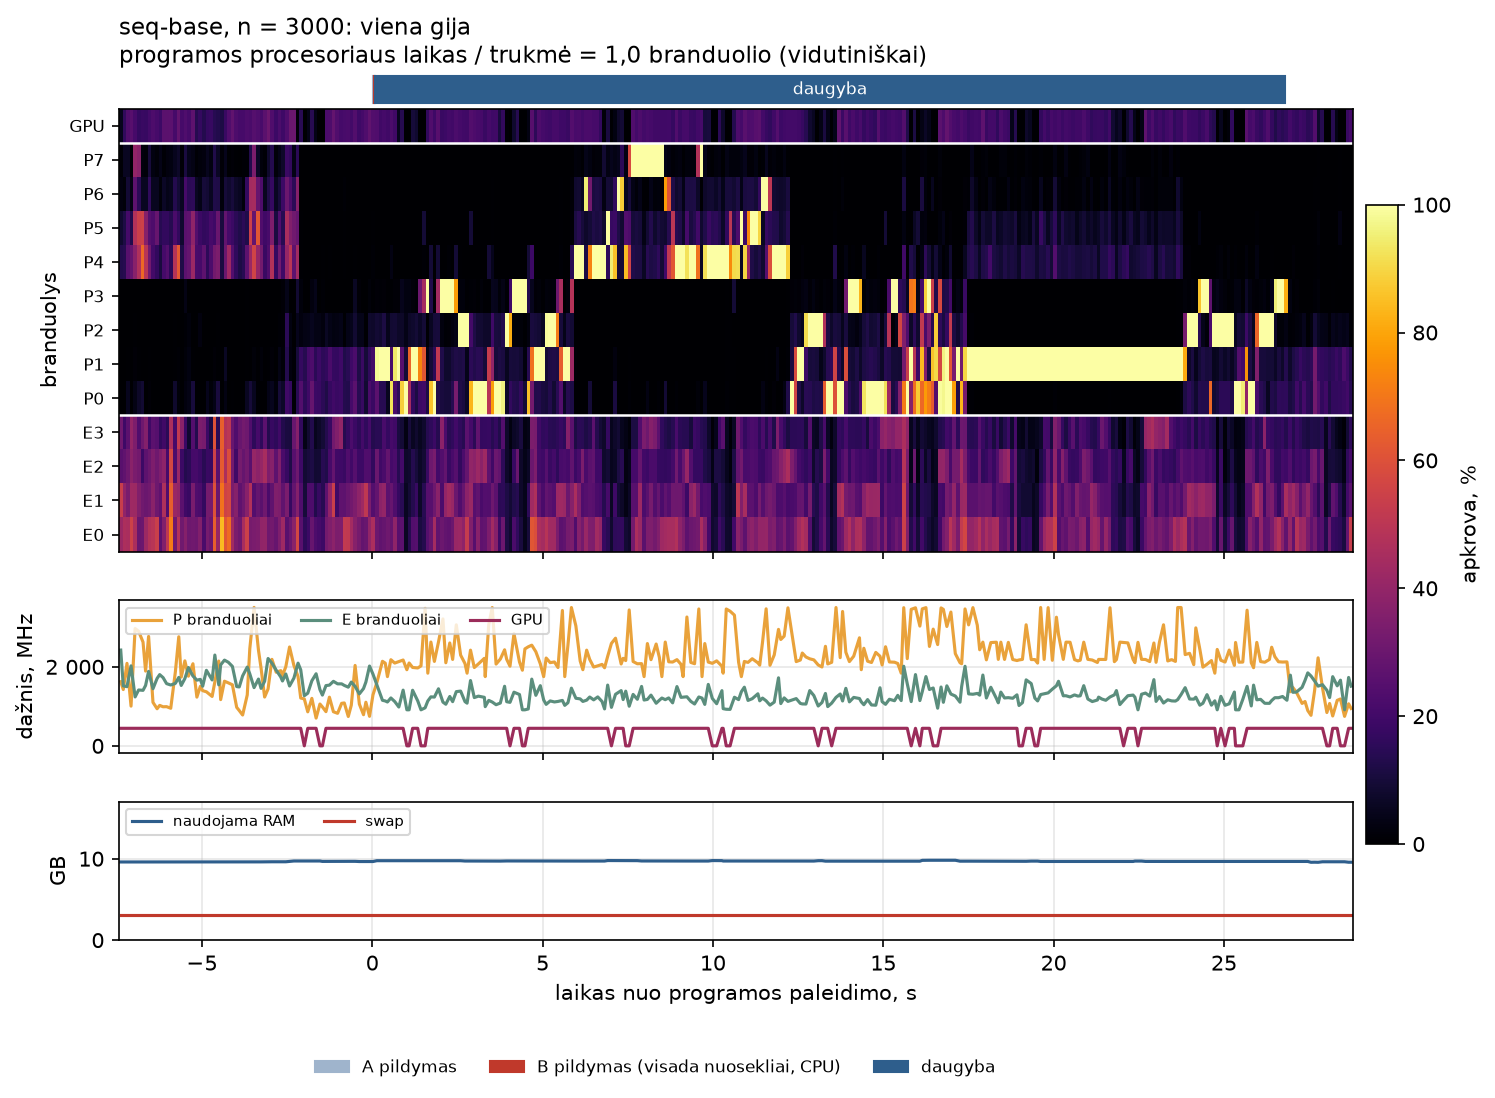 seq-base, n = 3000: viena gija
programos procesoriaus laikas / trukmė = 1,0 branduolio (vidutiniškai)
daugyba
GPU
P7
P6
P5
P4
P3
P2
P1
P0
E3
E2
E1
E0
branduolys
100
80
60
40
20
0
apkrova, %
P branduoliai
E branduoliai
GPU
2 000
0
dažnis, MHz
naudojama RAM
swap
10
0
GB
−5
0
5
10
15
20
25
laikas nuo programos paleidimo, s
A pildymas
B pildymas (visada nuosekliai, CPU)
daugyba